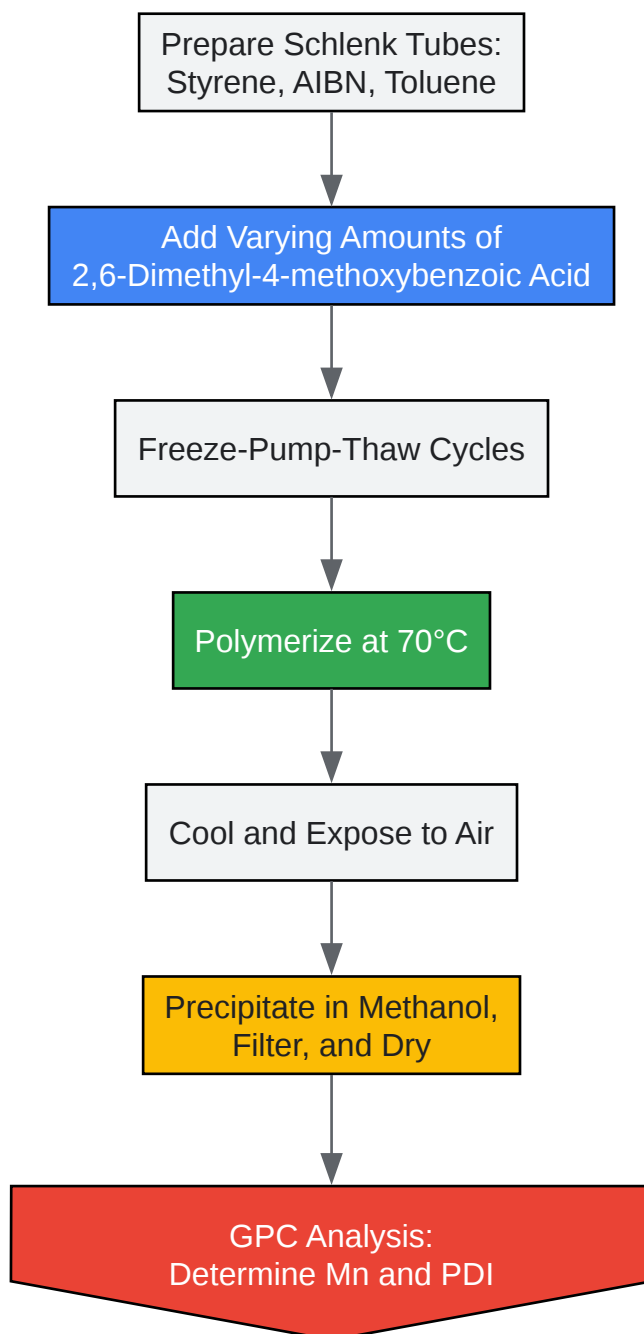 Prepare Schlenk Tubes:
Styrene, AIBN, Toluene
Add Varying Amounts of
2,6-Dimethyl-4-methoxybenzoic Acid
Freeze-Pump-Thaw Cycles
Polymerize at 70°C
Cool and Expose to Air
Precipitate in Methanol,
Filter, and Dry
GPC Analysis:
Determine Mn and PDI